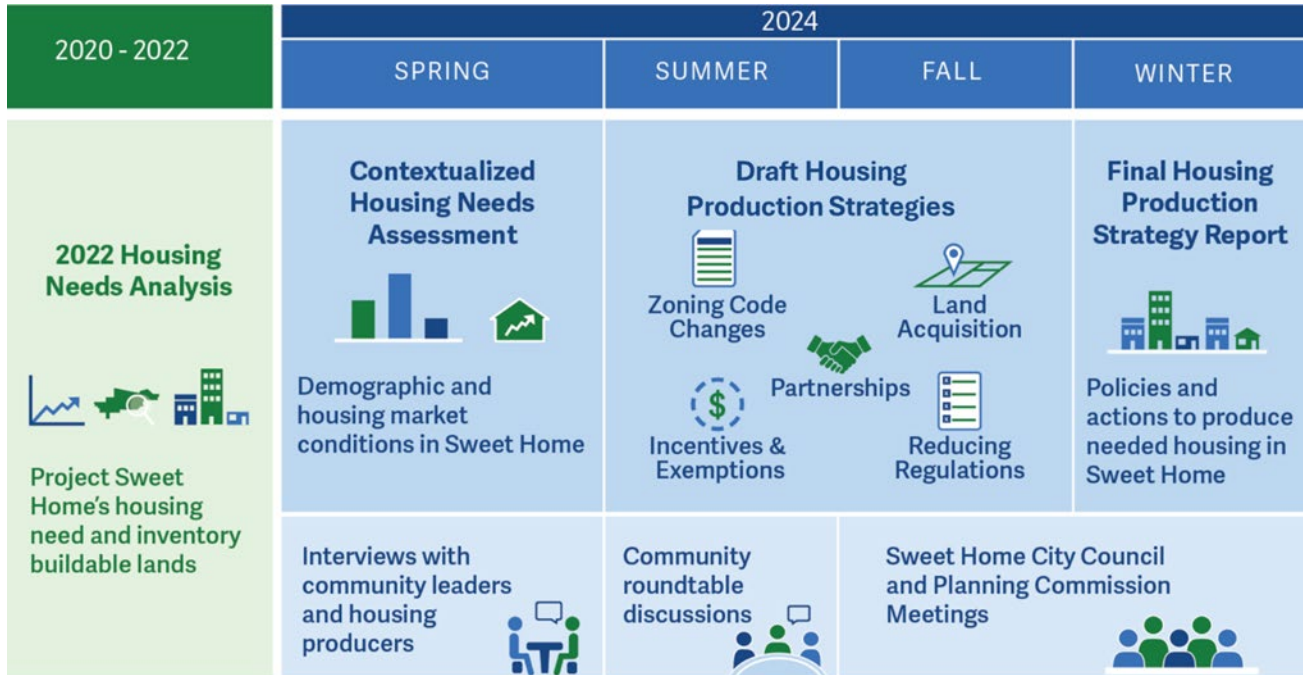 2020 - 2022
2024
SPRING
SUMMER
FALL
WINTER
2022 Housing
Needs Analysis
Project Sweet
Home's housing
need and inventory
buildable lands
Contextualized
Housing Needs
Assessment
Demographic and
housing market
conditions in Sweet Home
Draft Housing
Production Strategies
Zoning Code
Changes
Land
Acquisition
Partnerships
$
Incentives &
Exemptions
Reducing
Regulations
Final Housing
Production
Strategy Report
Policies and
actions to produce
needed housing in
Sweet Home
Interviews with
community leaders
and housing
producers
Community
roundtable
discussions
Sweet Home City Council
and Planning Commission
Meetings